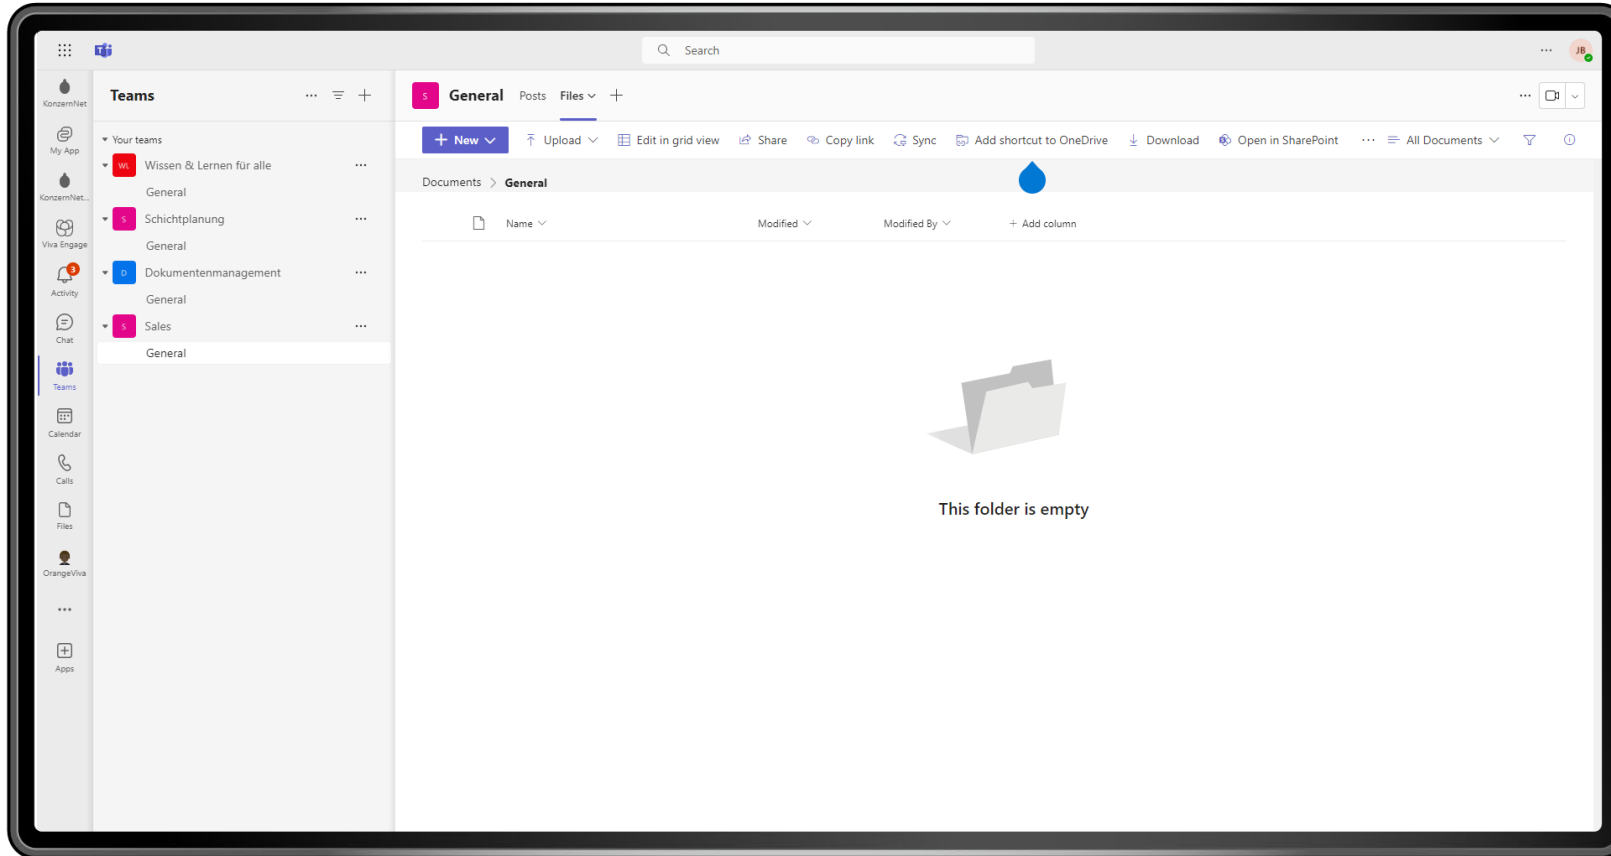 Search
JB
KonzernNet
My App
KonzernNet...
Viva Engage
3
Activity
Chat
Teams
Calendar
Calls
Files
OrangeViva
Apps
Teams
Your teams
WL Wissen & Lernen für alle
General
S Schichtplanung
General
D Dokumentenmanagement
General
S Sales
General
S General Posts Files
New Upload Edit in grid view Share Copy link Sync Add shortcut to OneDrive Download Open in SharePoint ... All Documents
Documents > General
Name Modified Modified By + Add column
This folder is empty